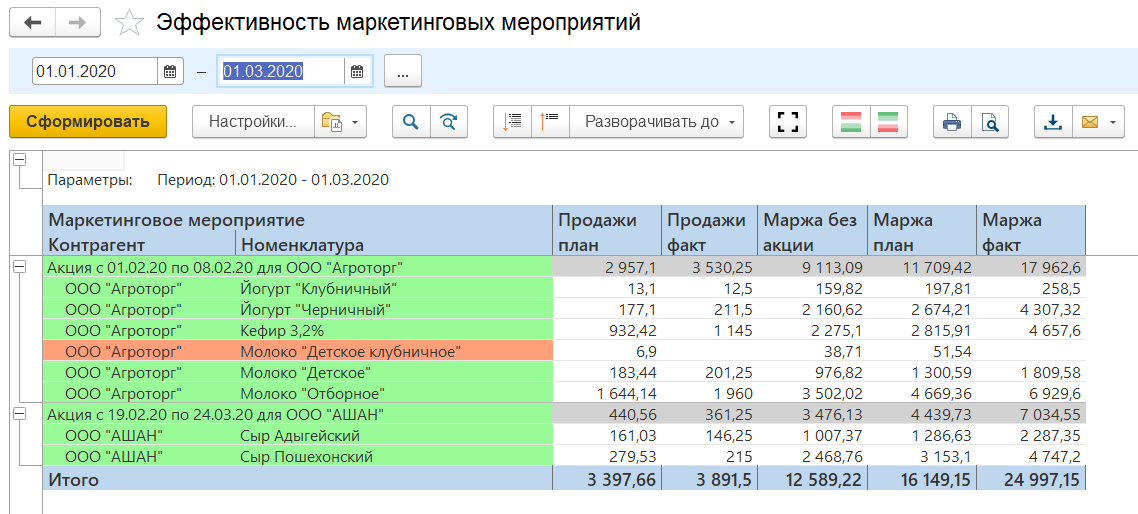 Эффективность маркетинговых мероприятий
01.01.2020 – 01.03.2020 ...
Сформировать Настройки... Разворачивать до
Параметры: Период: 01.01.2020 - 01.03.2020
Маркетинговое мероприятие Продажи план Продажи факт Маржа без акции Маржа план Маржа факт
Контрагент Номенклатура
Акция с 01.02.20 по 08.02.20 для ООО "Агроторг" 2 957,1 3 530,25 9 113,09 11 709,42 17 962,6
ООО "Агроторг" Йогурт "Клубничный" 13,1 12,5 159,82 197,81 258,5
ООО "Агроторг" Йогурт "Черничный" 177,1 211,5 2 160,62 2 674,21 4 307,32
ООО "Агроторг" Кефир 3,2% 932,42 1 145 2 275,1 2 815,91 4 657,6
ООО "Агроторг" Молоко "Детское клубничное" 6,9 38,71 51,54
ООО "Агроторг" Молоко "Детское" 183,44 201,25 976,82 1 300,59 1 809,58
ООО "Агроторг" Молоко "Отборное" 1 644,14 1 960 3 502,02 4 669,36 6 929,6
Акция с 19.02.20 по 24.03.20 для ООО "АШАН" 440,56 361,25 3 476,13 4 439,73 7 034,55
ООО "АШАН" Сыр Адыгейский 161,03 146,25 1 007,37 1 286,63 2 287,35
ООО "АШАН" Сыр Пошехонский 279,53 215 2 468,76 3 153,1 4 747,2
Итого 3 397,66 3 891,5 12 589,22 16 149,15 24 997,15